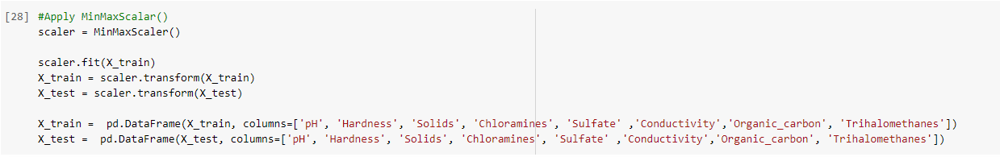 [28] #Apply MinMaxScalar()
scaler = MinMaxScaler()
scaler.fit(X_train)
X_train = scaler.transform(X_train)
X_test = scaler.transform(X_test)
X_train =  pd.DataFrame(X_train, columns=['pH', 'Hardness', 'Solids', 'Chloramines', 'Sulfate' ,'Conductivity','Organic_carbon', 'Trihalomethanes'])
X_test =  pd.DataFrame(X_test, columns=['pH', 'Hardness', 'Solids', 'Chloramines', 'Sulfate' ,'Conductivity','Organic_carbon', 'Trihalomethanes'])